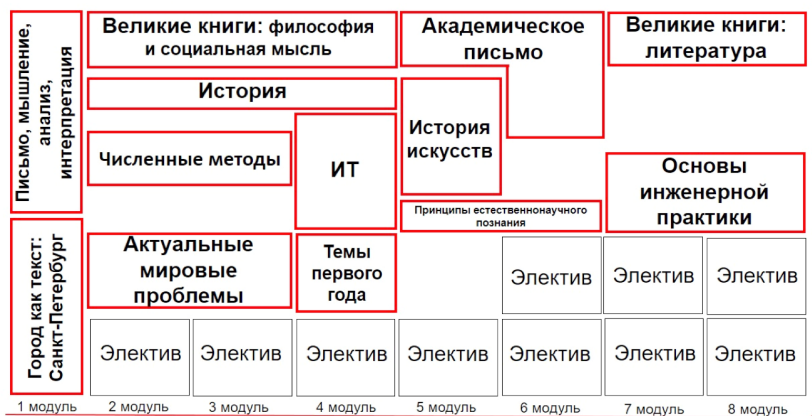 Письмо, мышление,
анализ,
интерпретация
Великие книги: философия
и социальная мысль
Академическое
письмо
Великие книги:
литература
История
История
искусств
Численные методы
ИТ
Основы
инженерной
практики
Принципы естественнонаучного
познания
Город как текст:
Санкт-Петербург
Актуальные
мировые
проблемы
Темы
первого
года
Электив
Электив
Электив
Электив
Электив
Электив
Электив
Электив
Электив
Электив
1 модуль
2 модуль
3 модуль
4 модуль
5 модуль
6 модуль
7 модуль
8 модуль